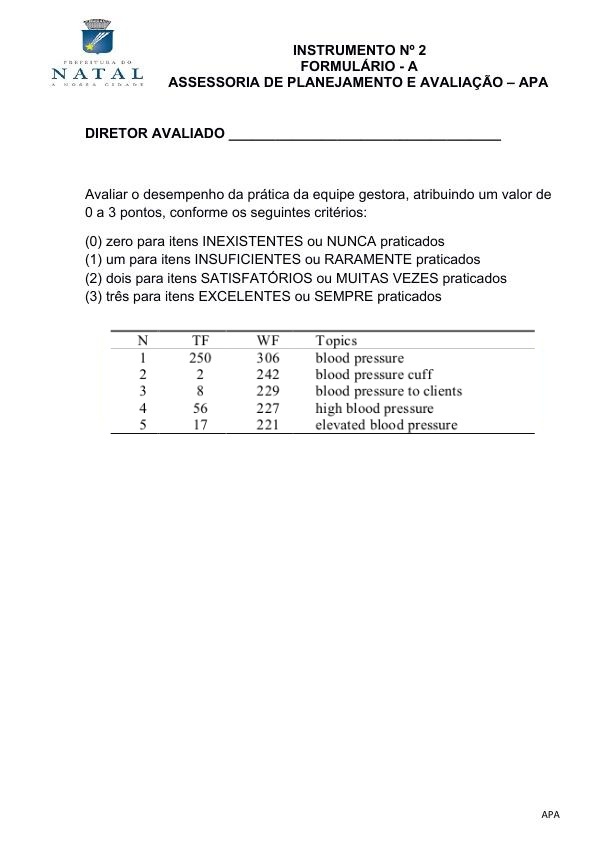 PREFEITURA DO
NATAL
A NOSSA CIDADE
INSTRUMENTO Nº 2
FORMULÁRIO - A
ASSESSORIA DE PLANEJAMENTO E AVALIAÇÃO – APA
DIRETOR AVALIADO ___________________________________
Avaliar o desempenho da prática da equipe gestora, atribuindo um valor de
0 a 3 pontos, conforme os seguintes critérios:
(0) zero para itens INEXISTENTES ou NUNCA praticados
(1) um para itens INSUFICIENTES ou RARAMENTE praticados
(2) dois para itens SATISFATÓRIOS ou MUITAS VEZES praticados
(3) três para itens EXCELENTES ou SEMPRE praticados
N TF WF Topics
1 250 306 blood pressure
2 2 242 blood pressure cuff
3 8 229 blood pressure to clients
4 56 227 high blood pressure
5 17 221 elevated blood pressure
APA